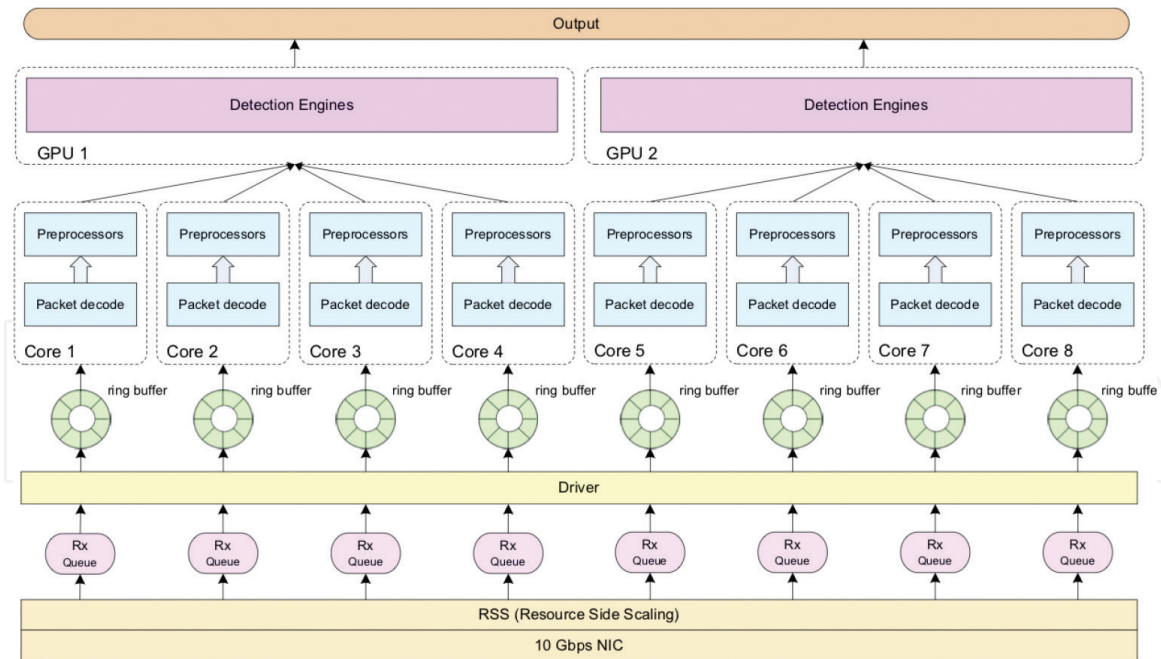 Output
Detection Engines
Detection Engines
GPU 1
GPU 2
Preprocessors
Preprocessors
Preprocessors
Preprocessors
Preprocessors
Preprocessors
Preprocessors
Preprocessors
Packet decode
Packet decode
Packet decode
Packet decode
Packet decode
Packet decode
Packet decode
Packet decode
Core 1
Core 2
Core 3
Core 4
Core 5
Core 6
Core 7
Core 8
ring buffer
ring buffer
ring buffer
ring buffer
ring buffer
ring buffer
ring buffer
ring buffe
Driver
Rx
Queue
Rx
Queue
Rx
Queue
Rx
Queue
Rx
Queue
Rx
Queue
Rx
Queue
Rx
Queue
RSS (Resource Side Scaling)
10 Gbps NIC